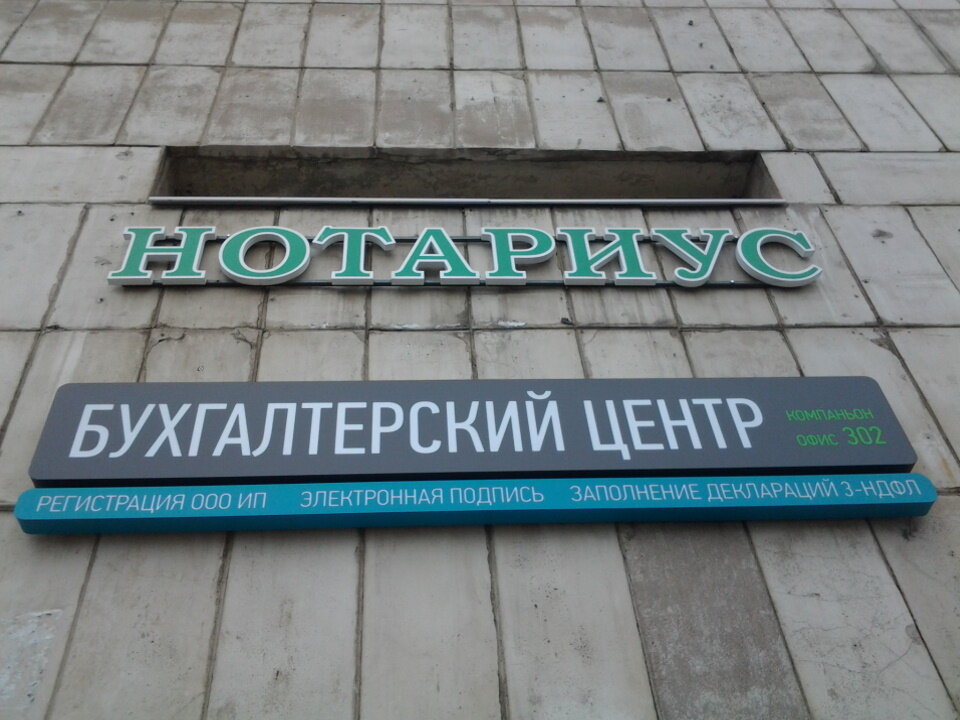 НОТАРИУС
БУХГАЛТЕРСКИЙ ЦЕНТР
КОМПАНЬОН
ОФИС 302
РЕГИСТРАЦИЯ ООО ИП ЭЛЕКТРОННАЯ ПОДПИСЬ ЗАПОЛНЕНИЕ ДЕКЛАРАЦИЙ 3-НДФЛ